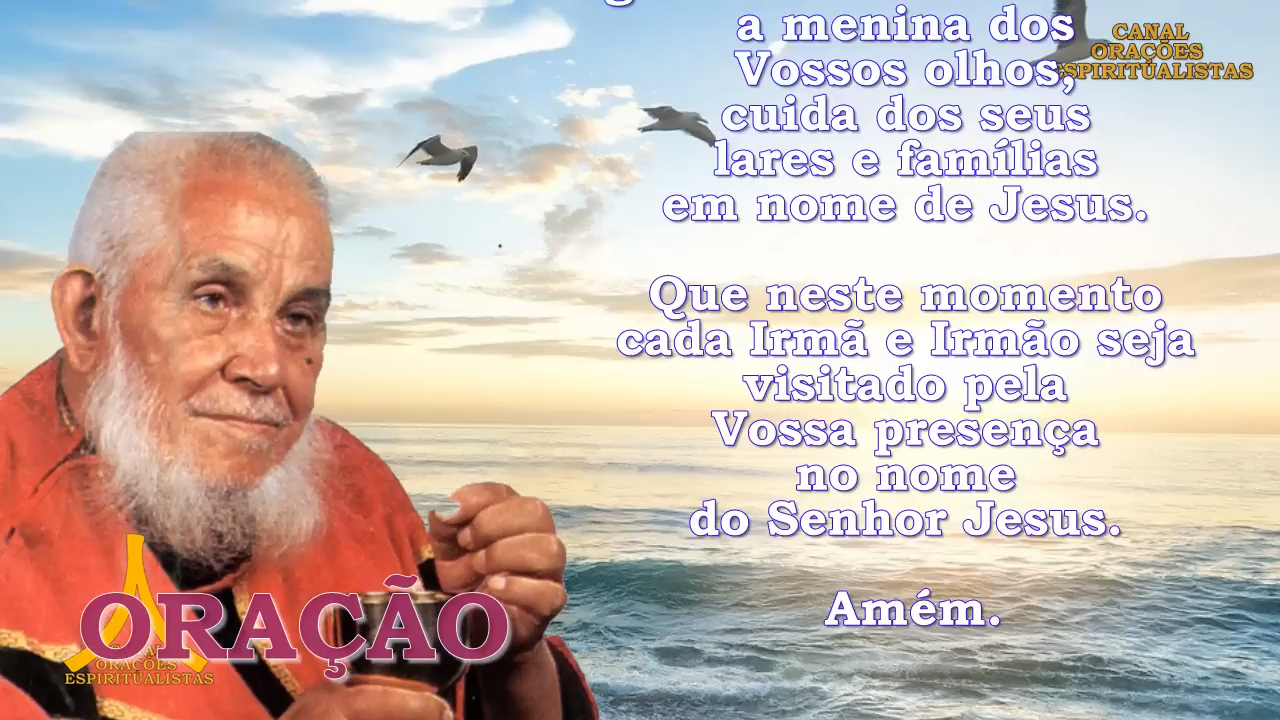 a menina dos
Vossos olhos,
cuida dos seus
lares e famílias
em nome de Jesus.
Que neste momento
cada Irmã e Irmão seja
visitado pela
Vossa presença
no nome
do Senhor Jesus.
Amém.
CANAL
ORAÇÕES
ESPIRITUALISTAS
ORAÇÃO
ORAÇÕES
ESPIRITUALISTAS